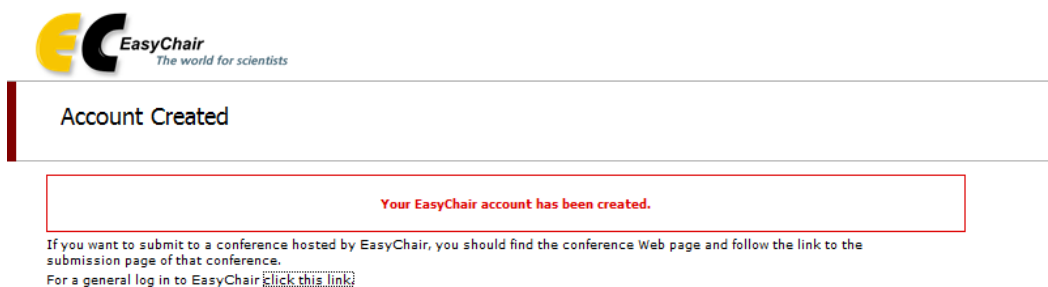 EC EasyChair
The world for scientists
Account Created
Your EasyChair account has been created.
If you want to submit to a conference hosted by EasyChair, you should find the conference Web page and follow the link to the
submission page of that conference.
For a general log in to EasyChair click this link.